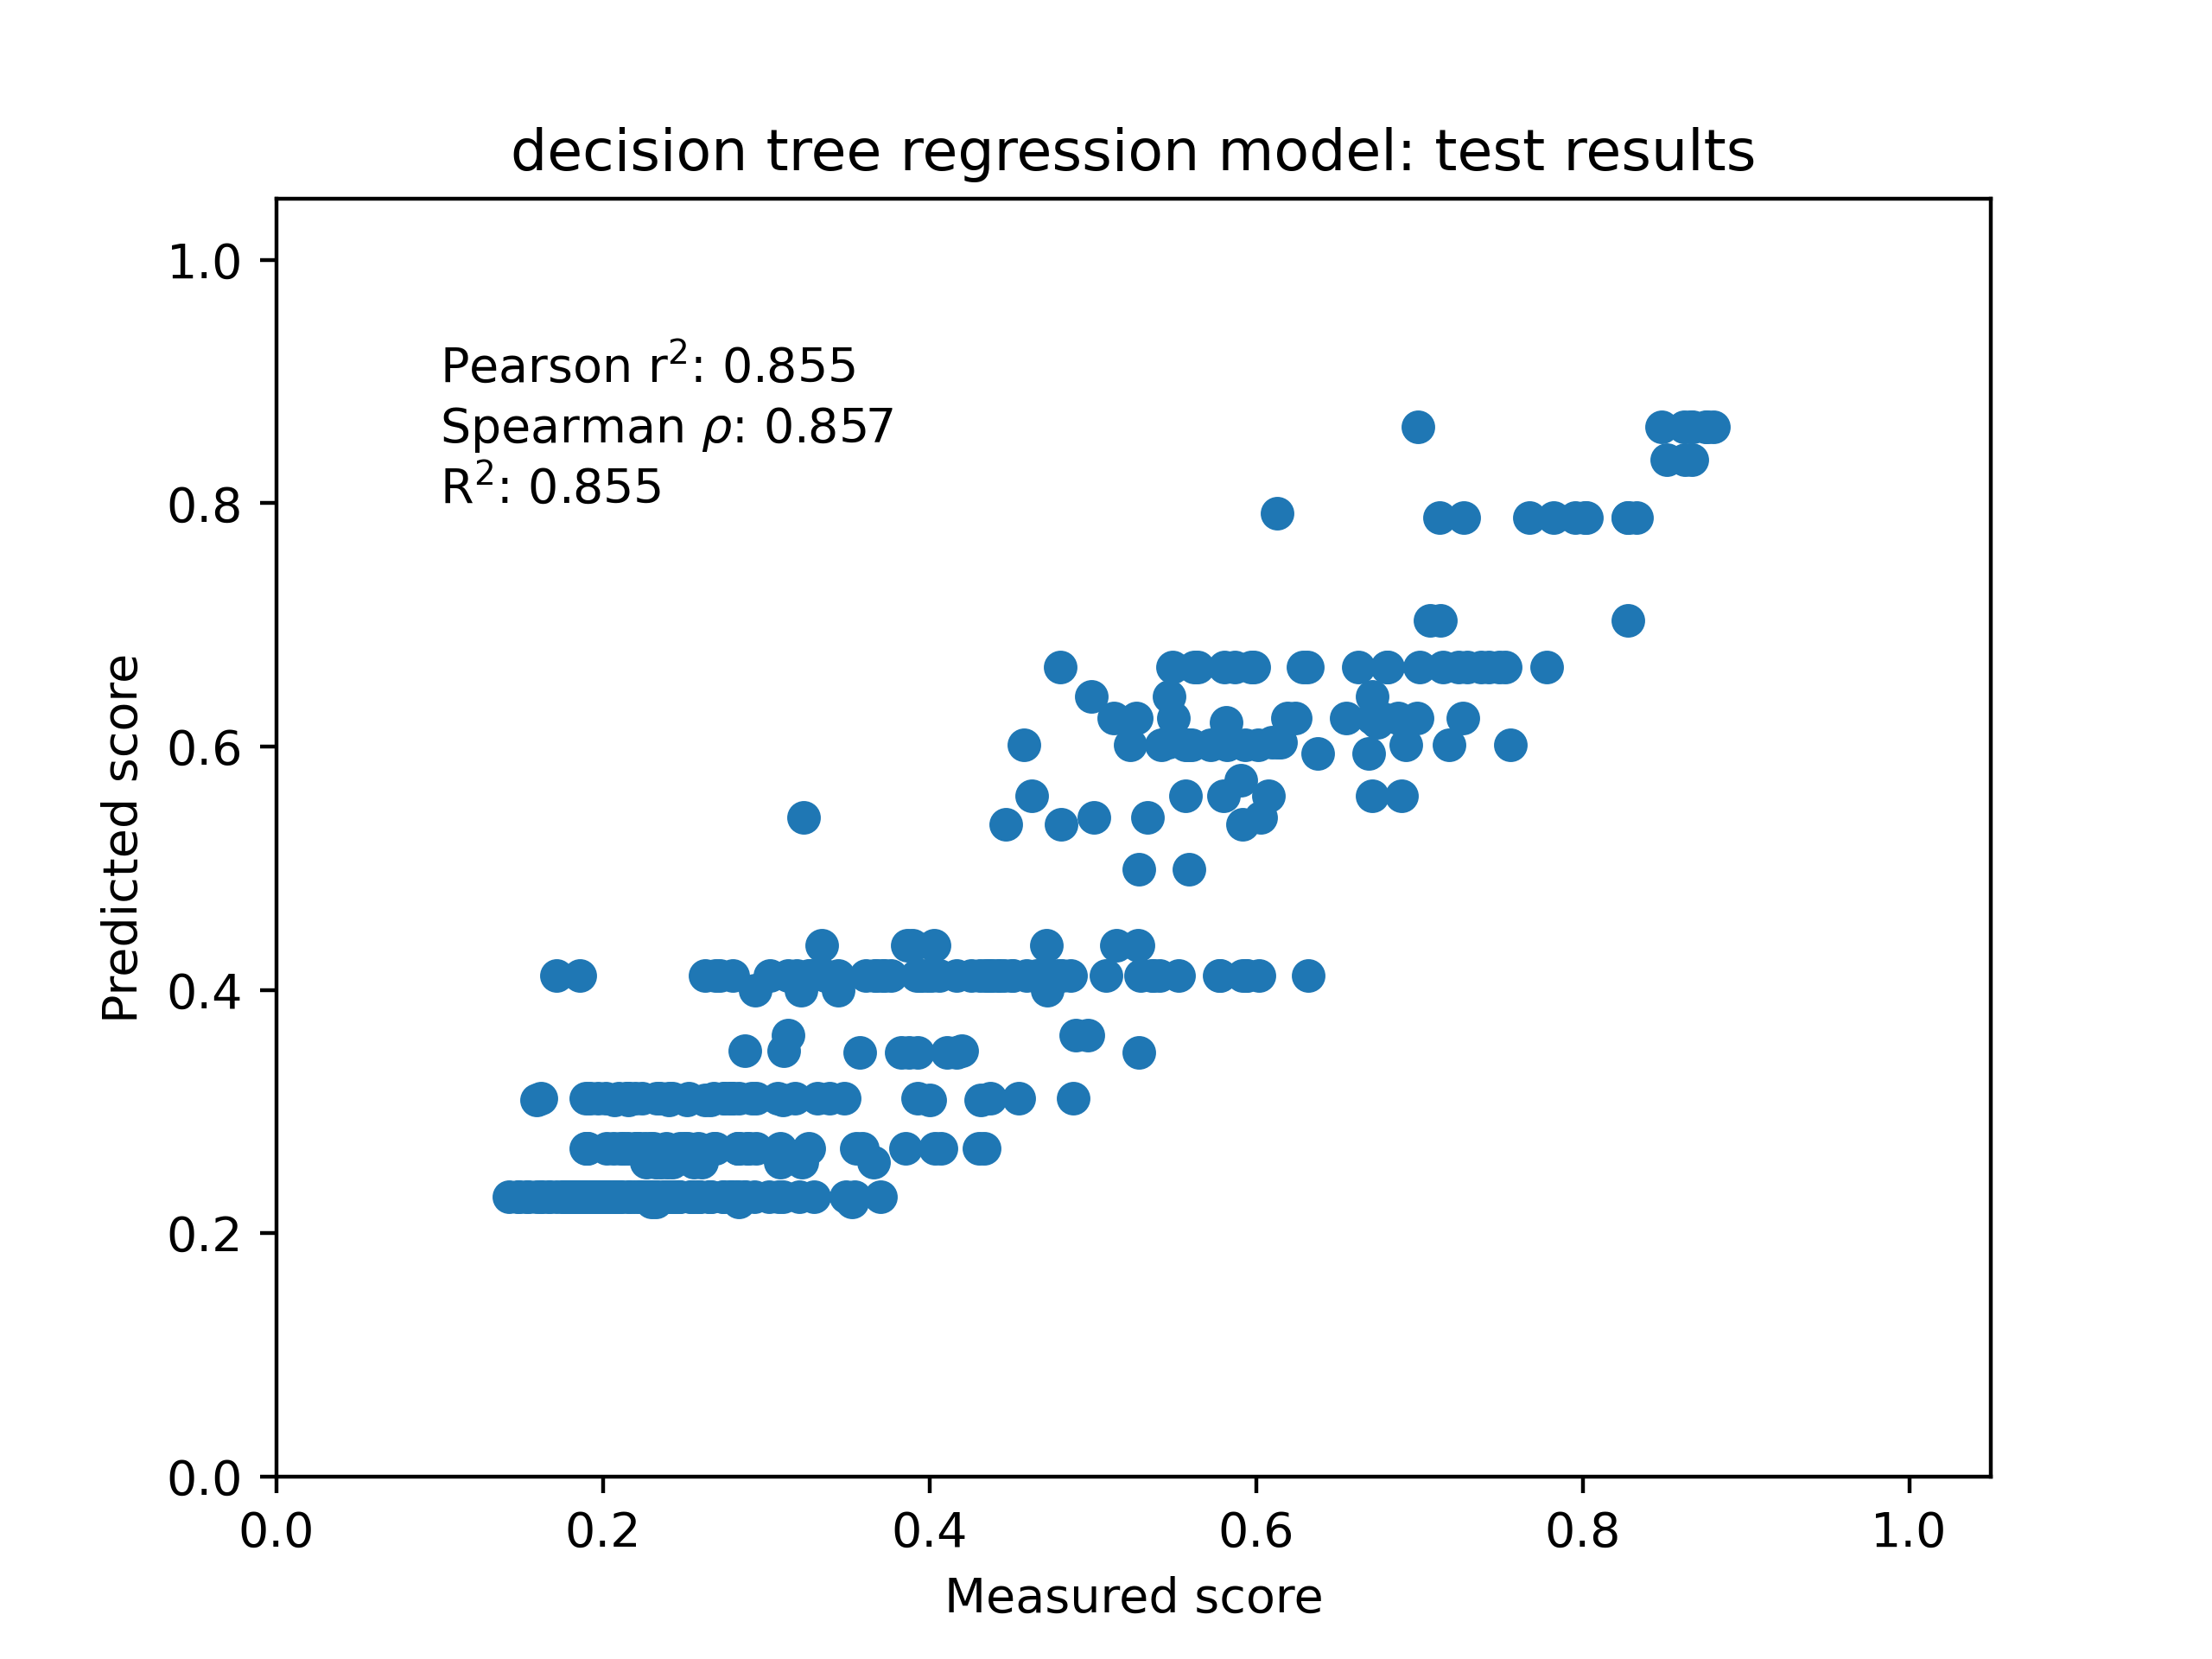 decision tree regression model: test results
Pearson r²: 0.855
Spearman ρ: 0.857
R²: 0.855
Predicted score
1.0
0.8
0.6
0.4
0.2
0.0
0.0 0.2 0.4 0.6 0.8 1.0
Measured score